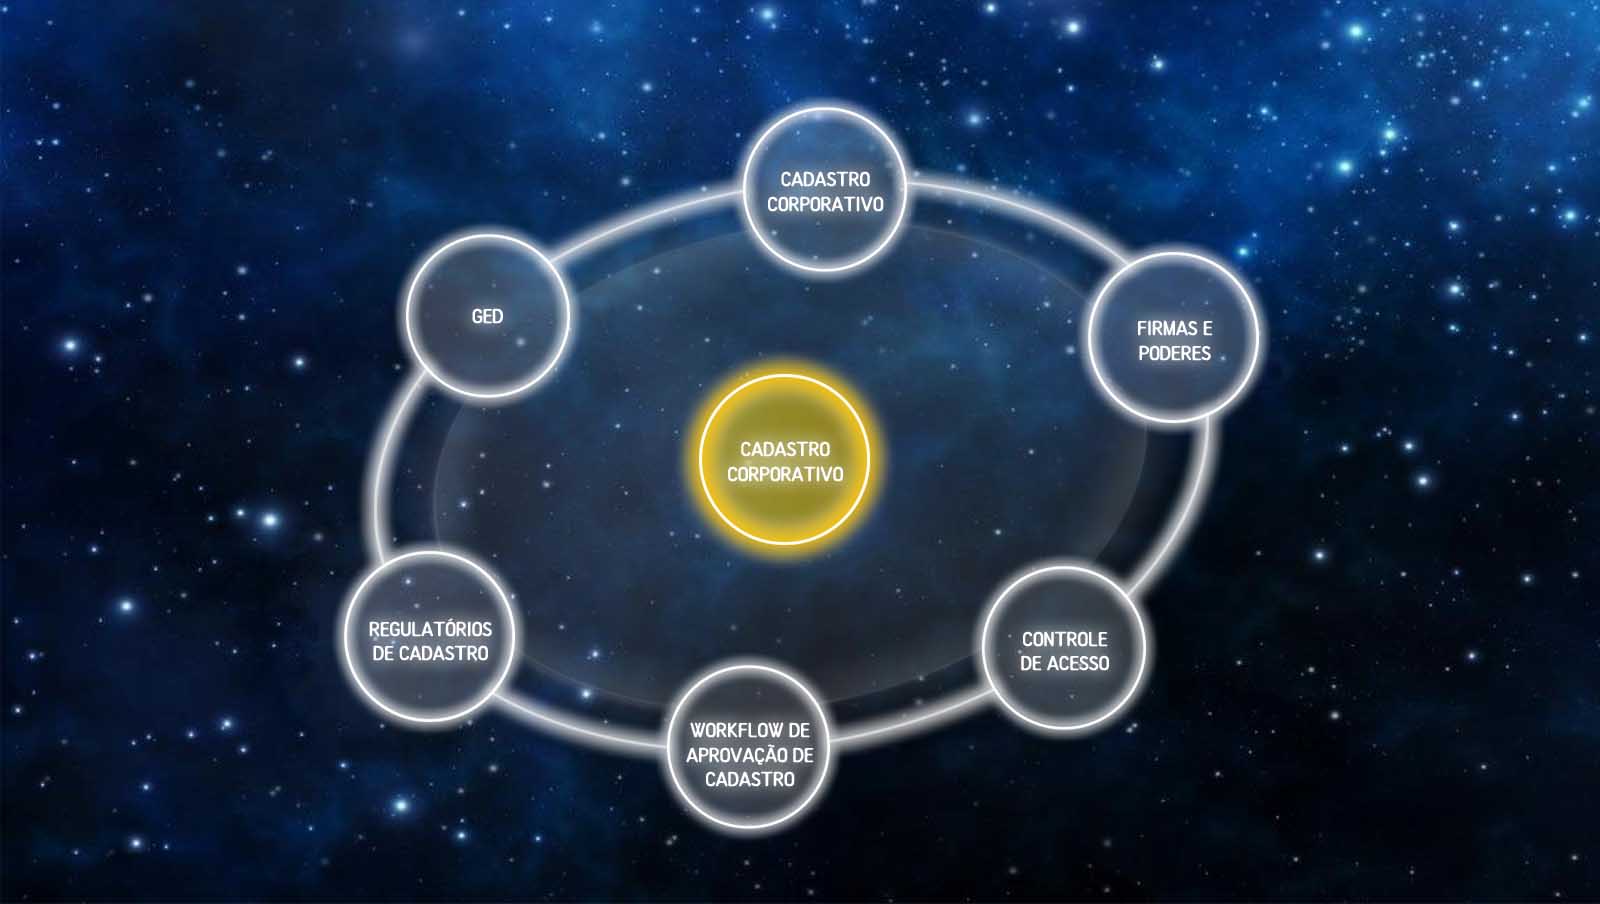 CADASTRO
CORPORATIVO
GED
FIRMAS E
PODERES
CADASTRO
CORPORATIVO
REGULATÓRIOS
DE CADASTRO
CONTROLE
DE ACESSO
WORKFLOW DE
APROVAÇÃO DE
CADASTRO